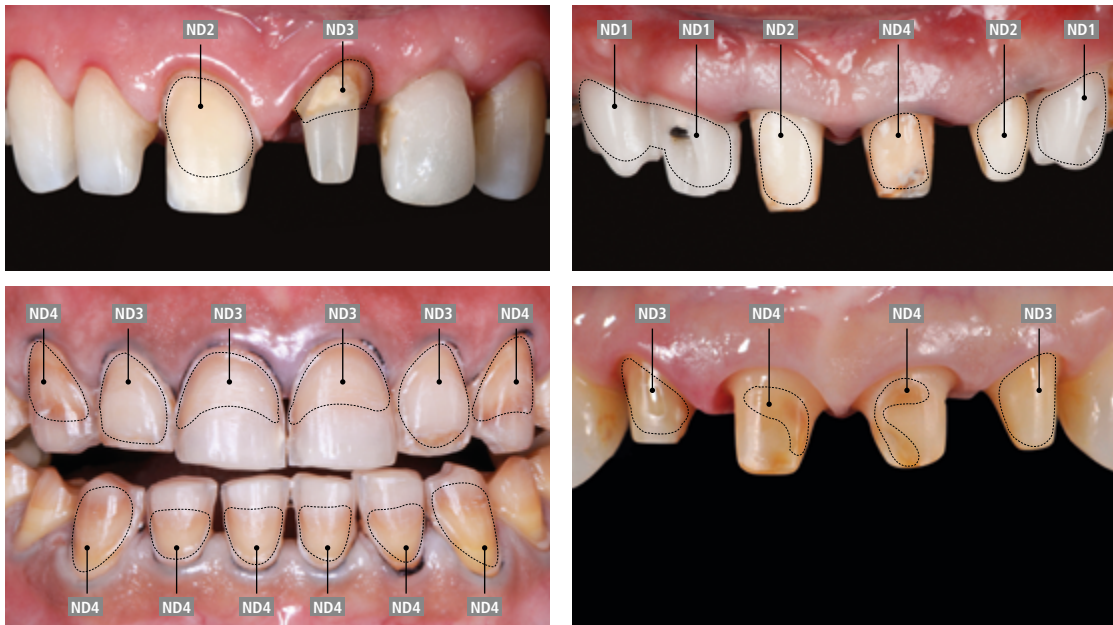 ND2 ND3
ND1 ND1 ND2 ND4 ND2 ND1
ND4 ND3 ND3 ND3 ND3 ND4
ND4 ND4 ND4 ND4 ND4 ND4
ND3 ND4 ND4 ND3